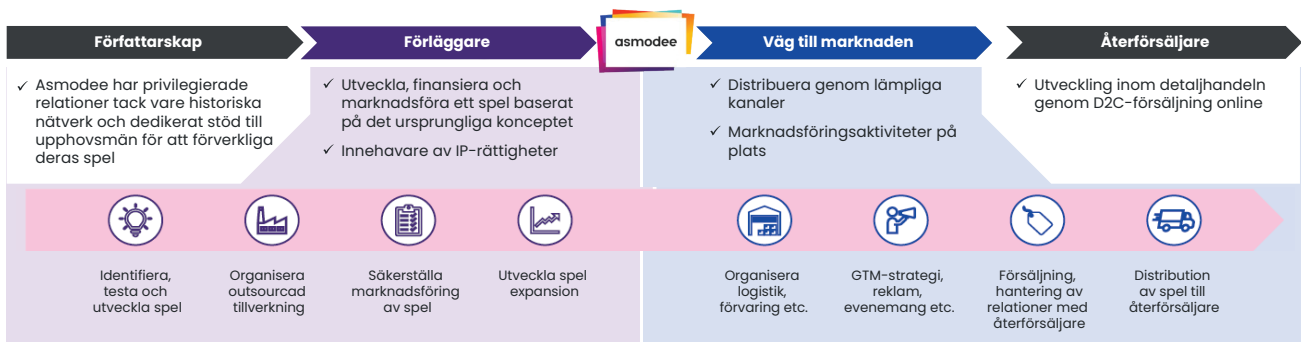 Författarskap
Förläggare
asmodee
Väg till marknaden
Återförsäljare
✓ Asmodee har privilegierade
relationer tack vare historiska
nätverk och dedikerat stöd till
upphovsmän för att förverkliga
deras spel
✓ Utveckla, finansiera och
marknadsföra ett spel baserat
på det ursprungliga konceptet
✓ Innehavare av IP-rättigheter
✓ Distribuera genom lämpliga
kanaler
✓ Marknadsföringsaktiviteter på
plats
✓ Utveckling inom detaljhandeln
genom D2C-försäljning online
Identifiera,
testa och
utveckla spel
Organisera
outsourcad
tillverkning
Säkerställa
marknadsföring
av spel
Utveckla spel
expansion
Organisera
logistik,
förvaring etc.
GTM-strategi,
reklam,
evenemang etc.
Försäljning,
hantering av
relationer med
återförsäljare
Distribution
av spel till
återförsäljare